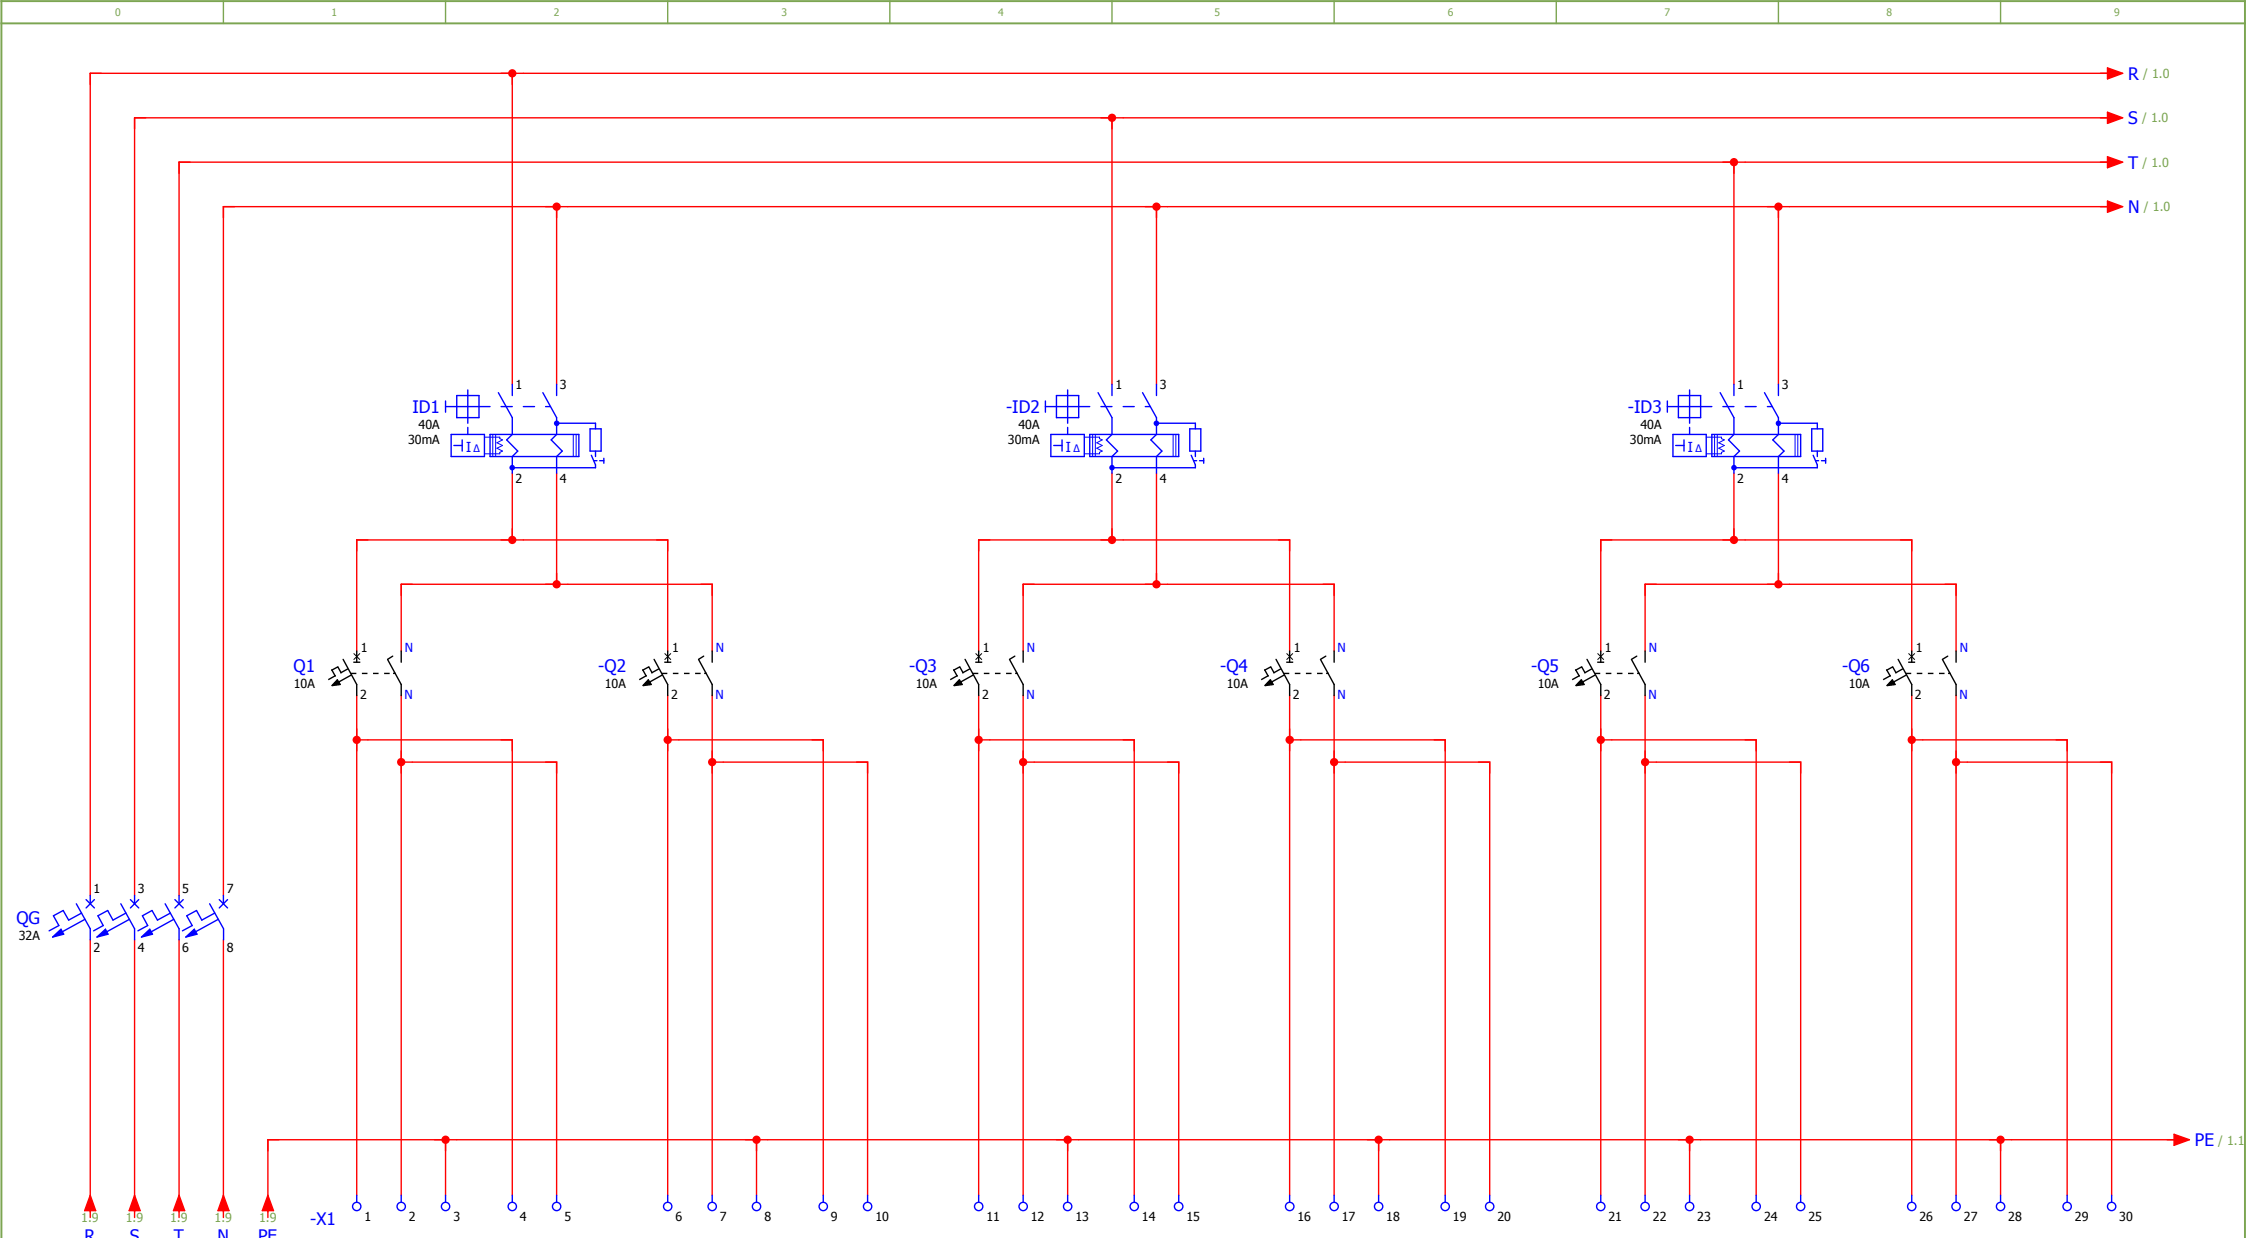 0 1 2 3 4 5 6 7 8 9
R / 1.0
S / 1.0
T / 1.0
N / 1.0
1 3 1 3 1 3
ID1 -ID2 -ID3
40A 40A 40A
30mA 30mA 30mA
I Δ I Δ I Δ
2 4 2 4 2 4
1 N 1 N 1 N 1 N 1 N 1 N
Q1 -Q2 -Q3 -Q4 -Q5 -Q6
10A 10A 10A 10A 10A 10A
2 N 2 N 2 N 2 N 2 N 2 N
1 3 5 7
QG
32A
2 4 6 8
PE / 1.1
1.9 1.9 1.9 1.9 1.9
-X1 1 2 3 4 5 6 7 8 9 10 11 12 13 14 15 16 17 18 19 20 21 22 23 24 25 26 27 28 29 30
R S T N PE